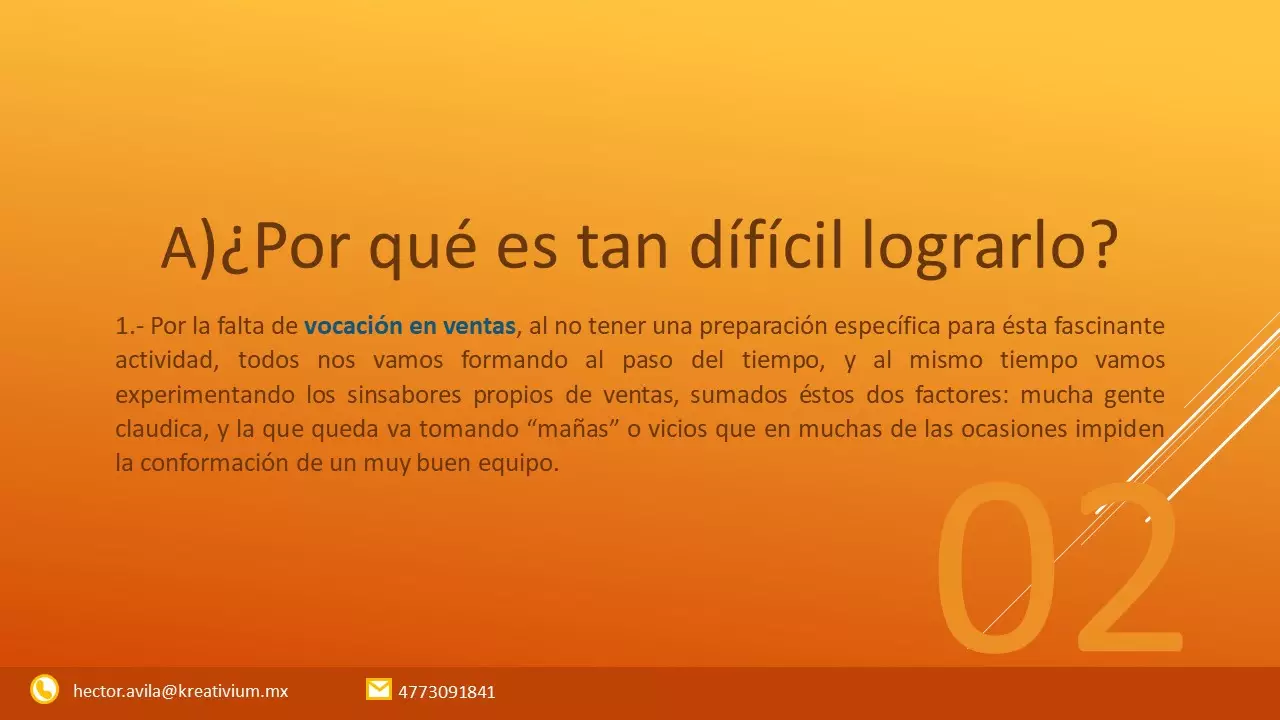 A)¿Por qué es tan dífícil lograrlo?
1.- Por la falta de vocación en ventas, al no tener una preparación específica para ésta fascinante
actividad, todos nos vamos formando al paso del tiempo, y al mismo tiempo vamos
experimentando los sinsabores propios de ventas, sumados éstos dos factores: mucha gente
claudica, y la que queda va tomando “mañas” o vicios que en muchas de las ocasiones impiden
la conformación de un muy buen equipo.
02
hector.avila@kreativium.mx
4773091841